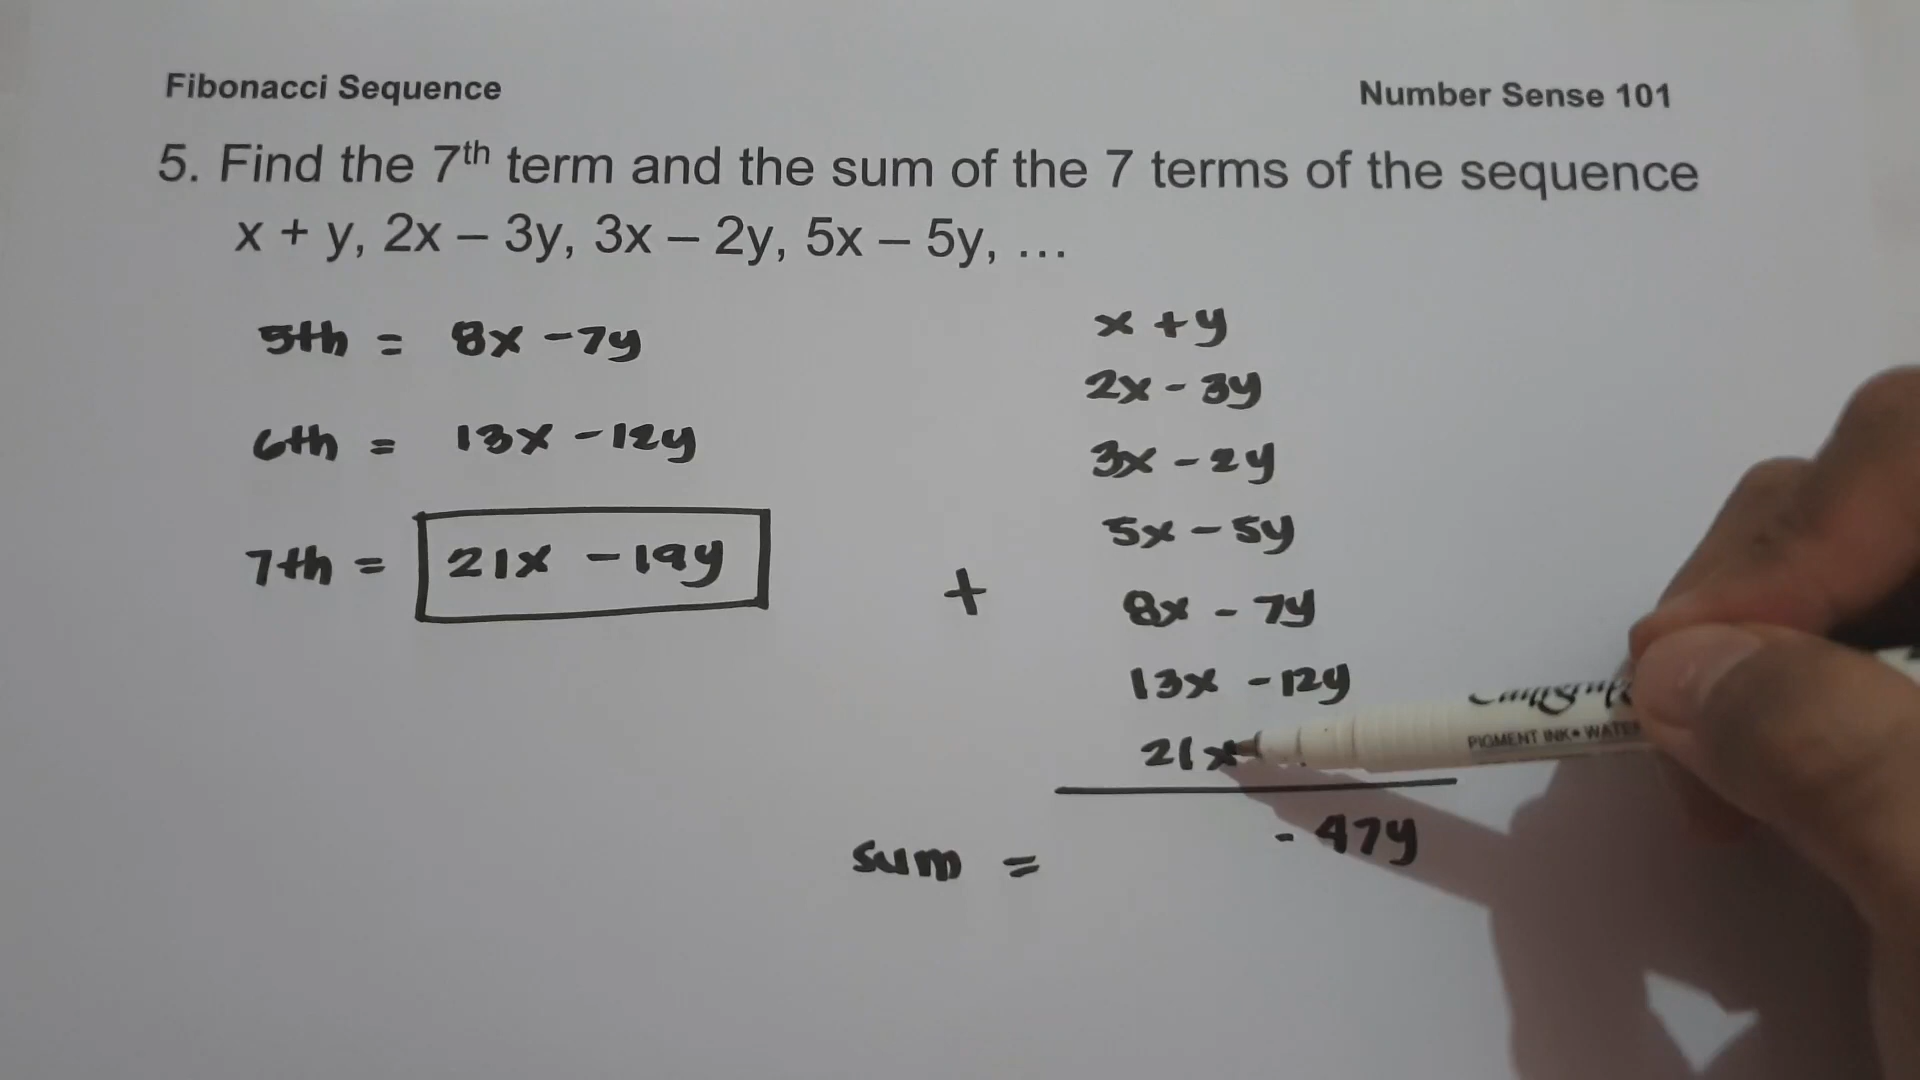 Fibonacci Sequence
Number Sense 101
5. Find the 7th term and the sum of the 7 terms of the sequence
x + y, 2x – 3y, 3x – 2y, 5x – 5y, ...
5th = 8x - 7y
6th = 13x - 12y
7th = 21x - 19y
x + y
2x - 3y
3x - 2y
5x - 5y
+
8x - 7y
13x - 12y
21x
sum = - 47y
PIGMENT INK